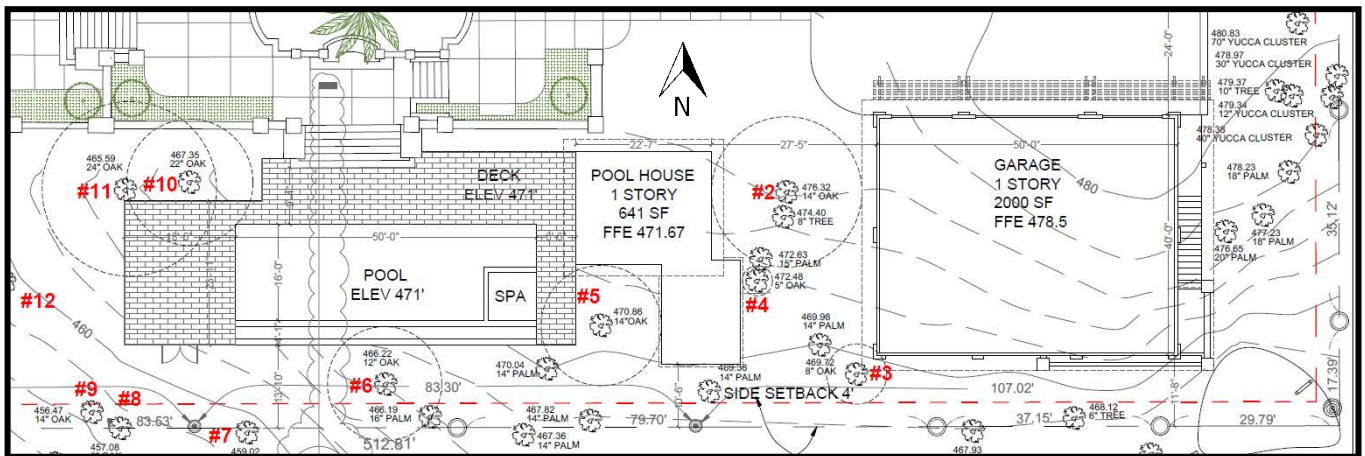 N
24'-0"
480.83
70" YUCCA CLUSTER
478.97
30" YUCCA CLUSTER
479.37
10" TREE
479.34
12" YUCCA CLUSTER
478.38
40" YUCCA CLUSTER
478.23
18" PALM
477.23
18" PALM
476.65
20" PALM
35.12'
465.59
24" OAK
#11
467.35
22" OAK
#10
DECK
ELEV 471'
22'-7"
POOL HOUSE
1 STORY
641 SF
FFE 471.67
27'-5"
#2
476.32
14" OAK
474.40
8" TREE
472.63
15" PALM
472.48
5" OAK
#4
50'-0"
GARAGE
1 STORY
2000 SF
FFE 478.5
480
40'-0"
50'-0"
16'-0"
POOL
ELEV 471'
SPA
#5
470.86
14"OAK
#12
460
469.98
14" PALM
469.72
8" OAK
#3
466.22
12" OAK
#6
470.04
14" PALM
83.30'
469.38
14" PALM
SIDE SETBACK 4'
107.02'
11'-8"
17.39'
13'-10"
#9
#8
456.47
14" OAK
457.08
83.53'
#7
459.02
466.19
16" PALM
512.81'
467.82
14" PALM
467.36
14" PALM
79.70'
37.15'
468.12
6" TREE
467.93
29.79'